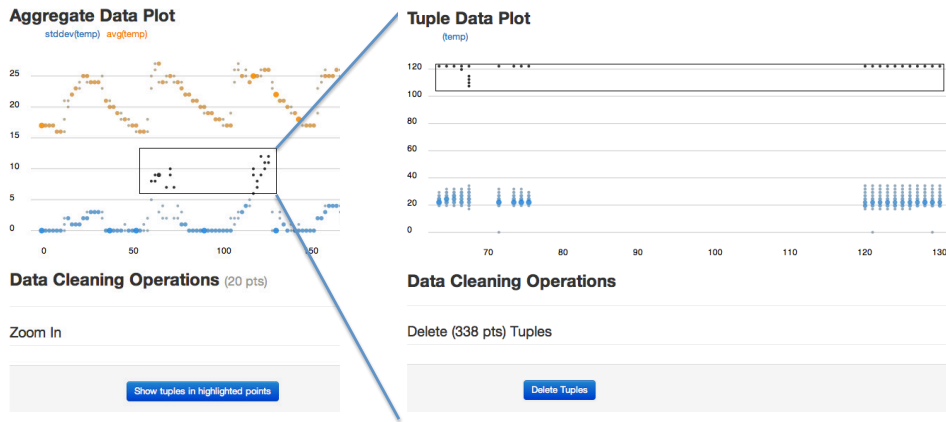 Aggregate Data Plot
stddev(temp) avg(temp)
25
20
15
10
5
0
0 50 100 150
Data Cleaning Operations (20 pts)
Zoom In
Show tuples in highlighted points
Tuple Data Plot
(temp)
120
100
80
60
40
20
0
70 80 90 100 110 120 130
Data Cleaning Operations
Delete (338 pts) Tuples
Delete Tuples